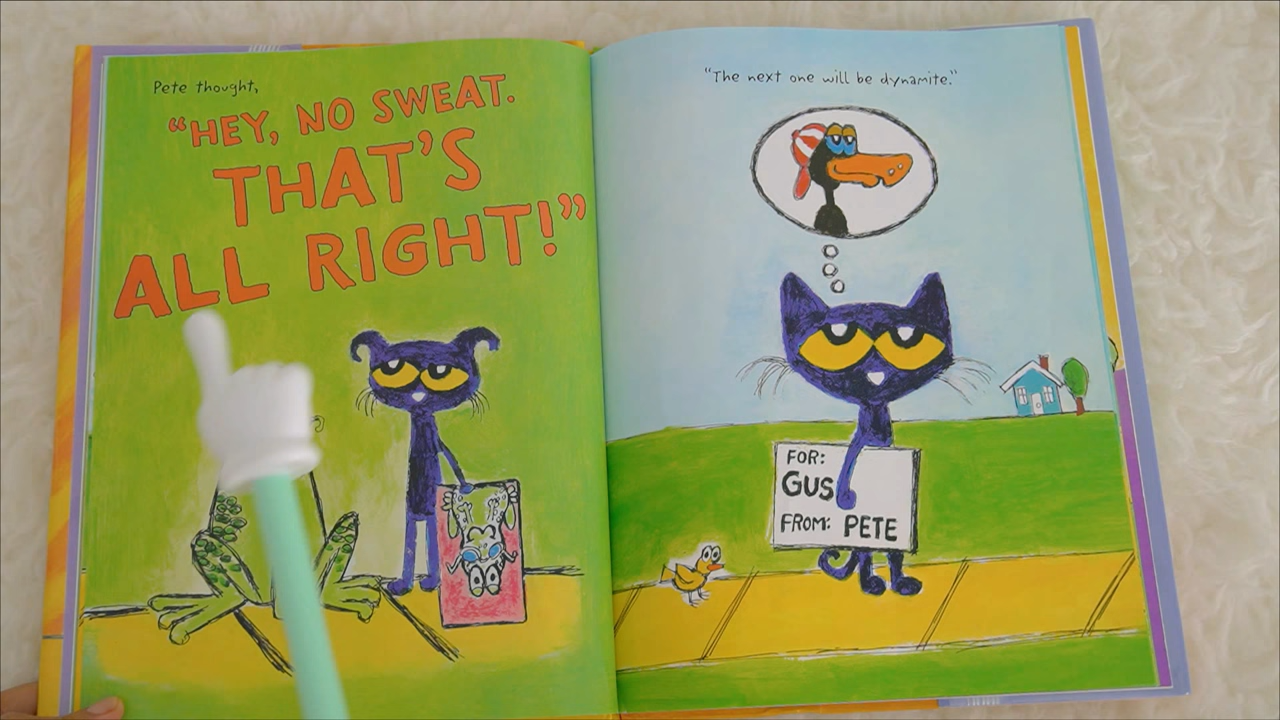 Pete thought,
“HEY, NO SWEAT.
THAT’S
ALL RIGHT!”
“The next one will be dynamite.”
FOR:
GUS
FROM: PETE